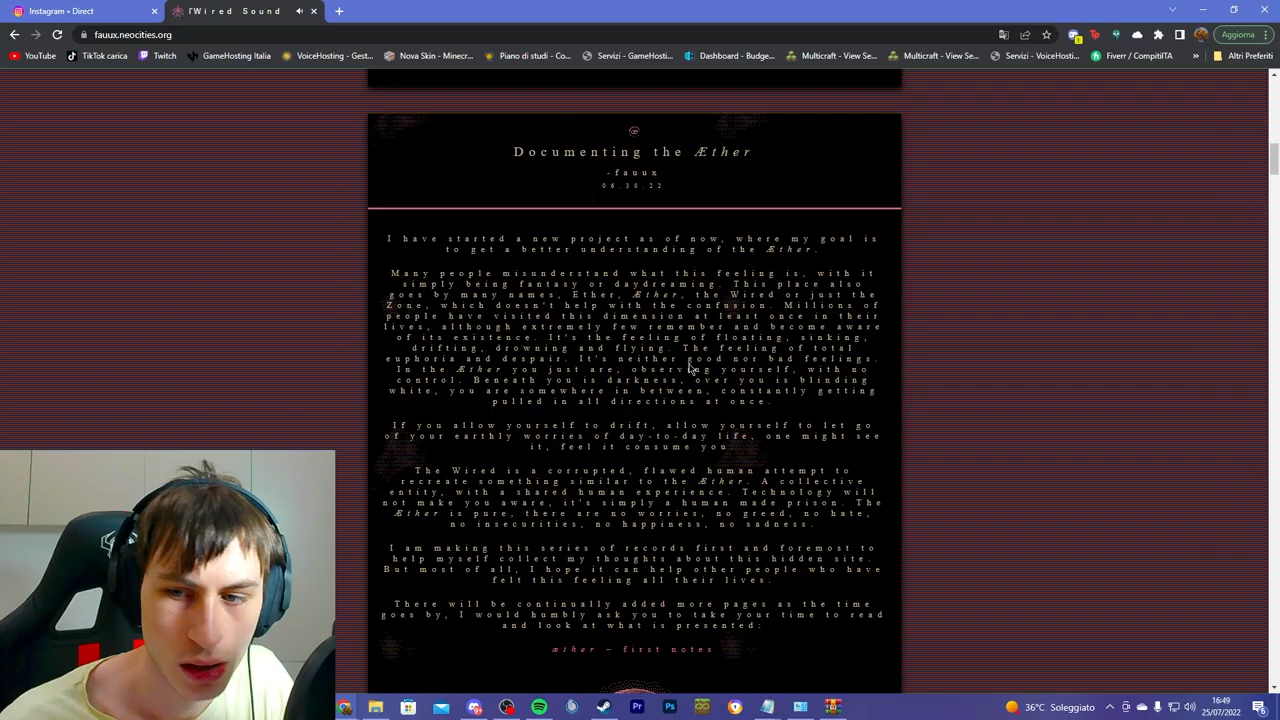 Instagram • Direct
⌈Wired Sound
fauux.neocities.org
Aggiorna
YouTube
TikTok carica
Twitch
GameHosting Italia
VoiceHosting - Gest...
Nova Skin - Minecr...
Piano di studi - Co...
Servizi - GameHosti...
Dashboard - Budge...
Multicraft - View Se...
Multicraft - View Se...
Servizi - VoiceHosti...
Fiverr / CompitiITA
»
Altri Preferiti
Documenting the Æther
-fauux
06.30.22
I have started a new project as of now, where my goal is
to get a better understanding of the Æther.
Many people misunderstand what this feeling is, with it
simply being fantasy or daydreaming. This place also
goes by many names, Ether, Æther, the Wired or just the
Zone, which doesn't help with the confusion. Millions of
people have visited this dimension at least once in their
lives, although extremely few remember and become aware
of its existence. It's the feeling of floating, sinking,
drifting, drowning and flying. The feeling of total
euphoria and despair. It's neither good nor bad feelings.
In the Æther you just are, observing yourself, with no
control. Beneath you is darkness, over you is blinding
white, you are somewhere in between, constantly getting
pulled in all directions at once.
If you allow yourself to drift, allow yourself to let go
of your earthly worries of day-to-day life, one might see
it, feel it consume you.
The Wired is a corrupted, flawed human attempt to
recreate something similar to the Æther. A collective
entity, with a shared human experience. Technology will
not make you aware, it's simply a human made prison. The
Æther is pure, there are no worries, no greed, no hate,
no insecurities, no happiness, no sadness.
I am making this series of records first and foremost to
help myself collect my thoughts about this hidden site.
But most of all, I hope it can help other people who have
felt this feeling all their lives.
There will be continually added more pages as the time
goes by, I would humbly ask you to take your time to read
and look at what is presented:
æther – first notes
36°C Soleggiato
16:49
25/07/2022